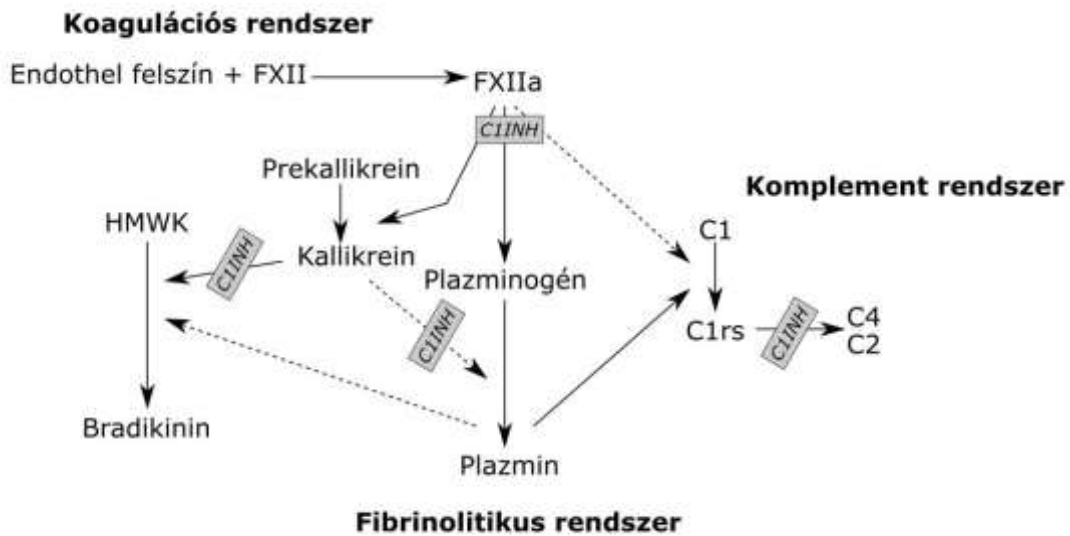 Koagulációs rendszer
Endothel felszín + FXII
FXIIa
C1INH
Prekallikrein
Komplement rendszer
HMWK
C1
C1INH
Kallikrein
Plazminogén
C1INH
C1rs
C1INH
C4
C2
Bradikinin
Plazmin
Fibrinolitikus rendszer